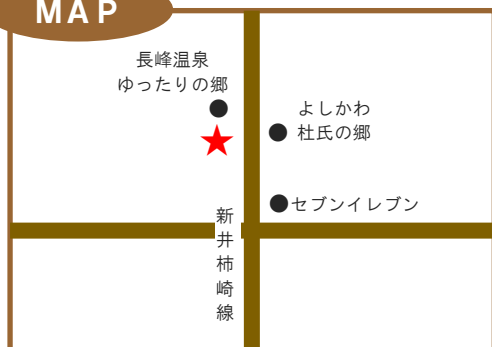 MAP
長峰温泉
ゆったりの郷
よしかわ
杜氏の郷
セブンイレブン
新井柿崎線